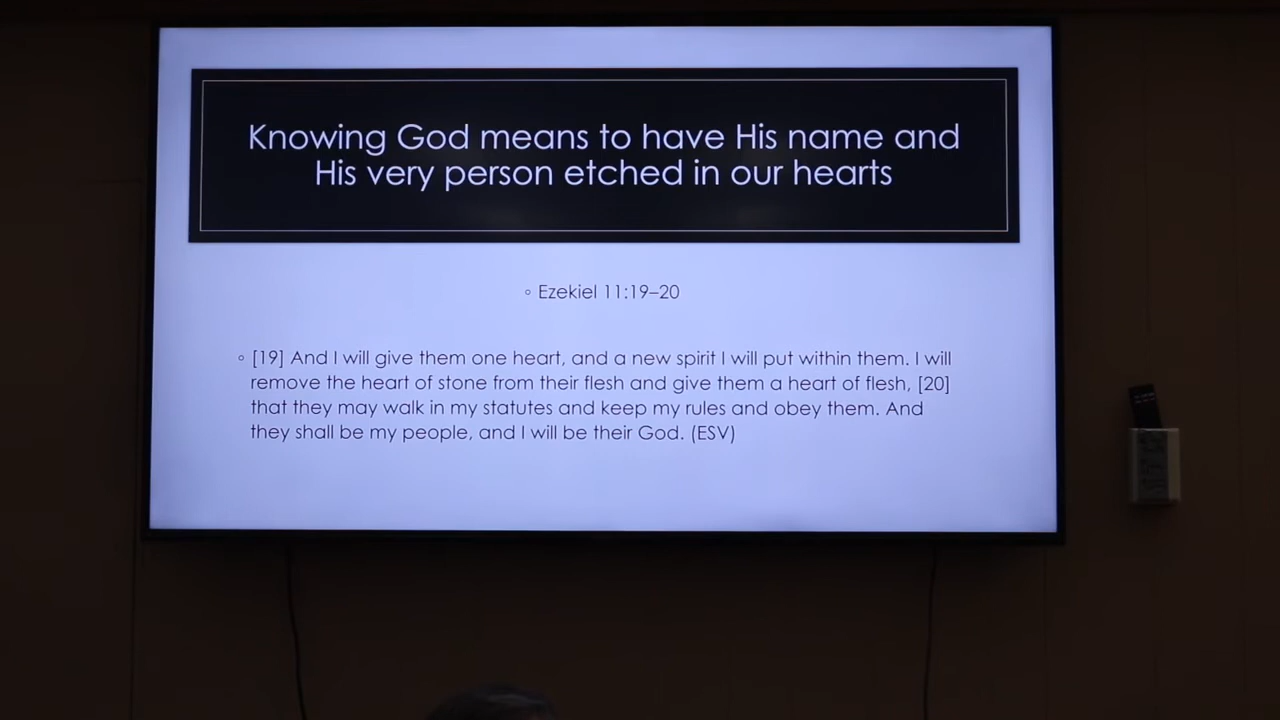 Knowing God means to have His name and
His very person etched in our hearts
◦ Ezekiel 11:19–20
◦ [19] And I will give them one heart, and a new spirit I will put within them. I will
remove the heart of stone from their flesh and give them a heart of flesh, [20]
that they may walk in my statutes and keep my rules and obey them. And
they shall be my people, and I will be their God. (ESV)